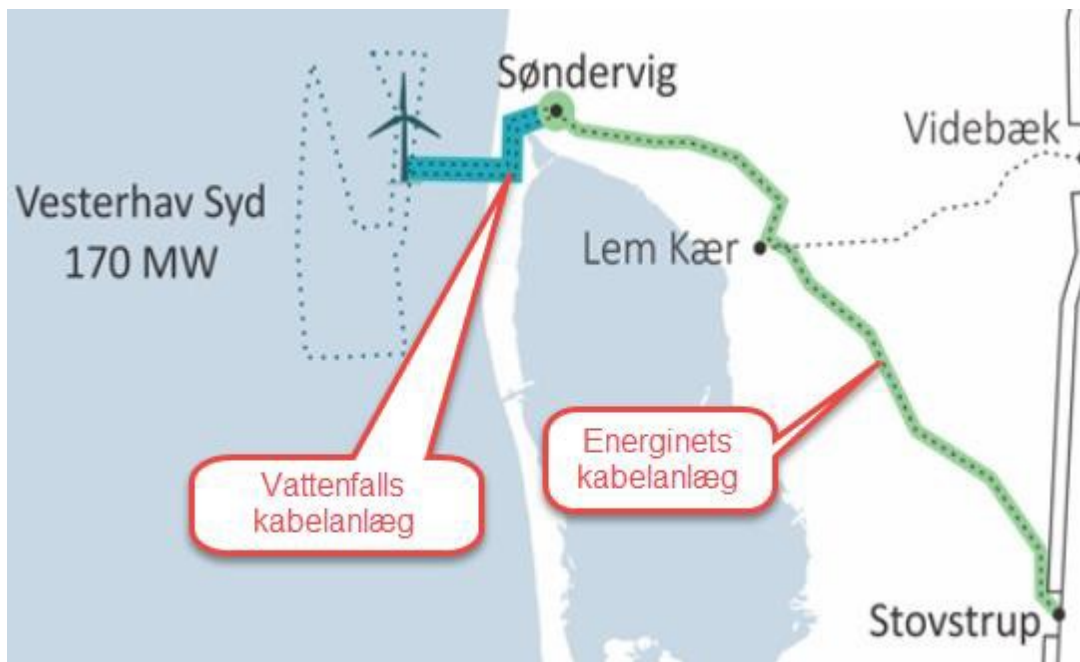 Søndervig
Videbæk
Vesterhav Syd
170 MW
Lem Kær
Energinets
kabelanlæg
Vattenfalls
kabelanlæg
Stovstrup